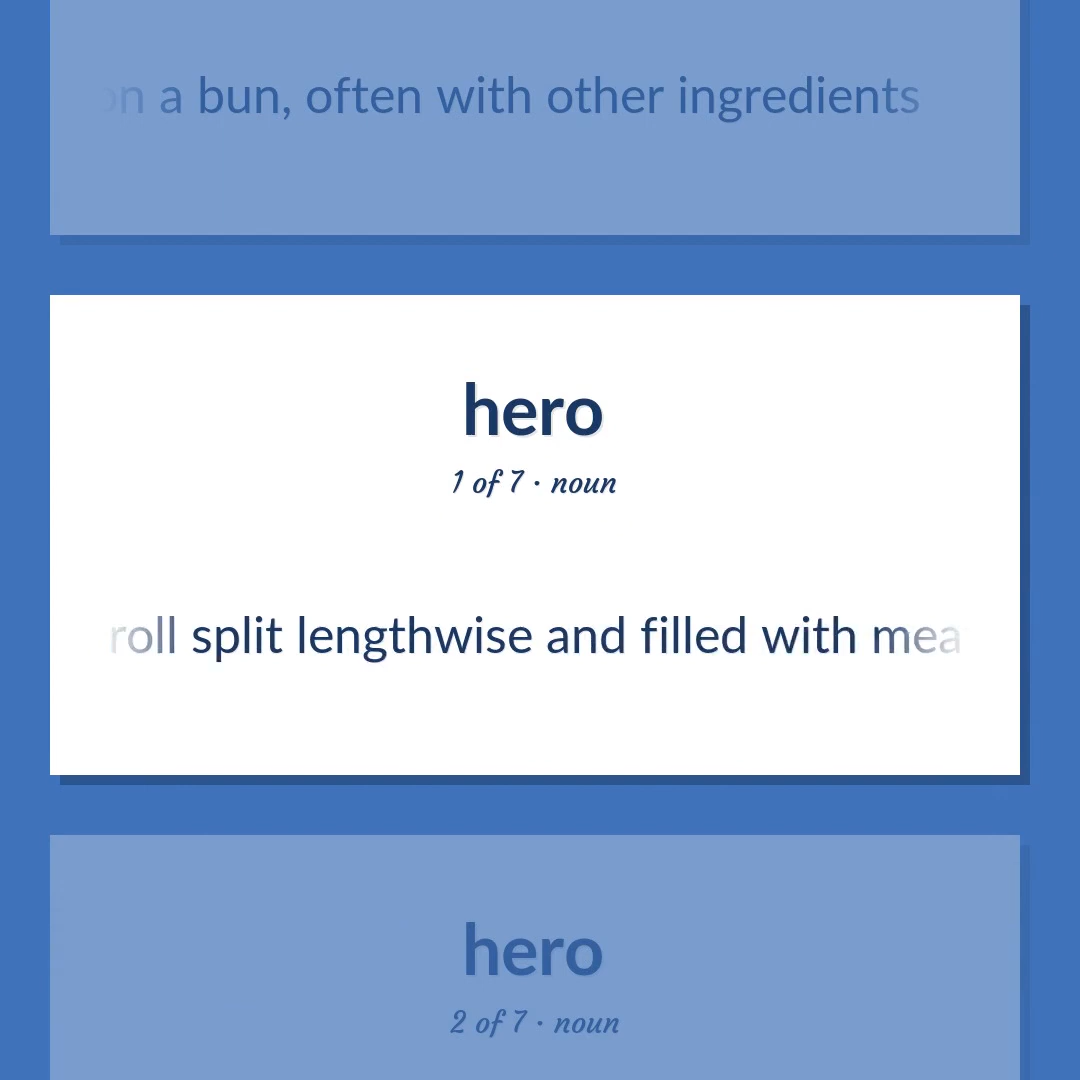 on a bun, often with other ingredients
hero
1 of 7 · noun
roll split lengthwise and filled with mea
hero
2 of 7 · noun